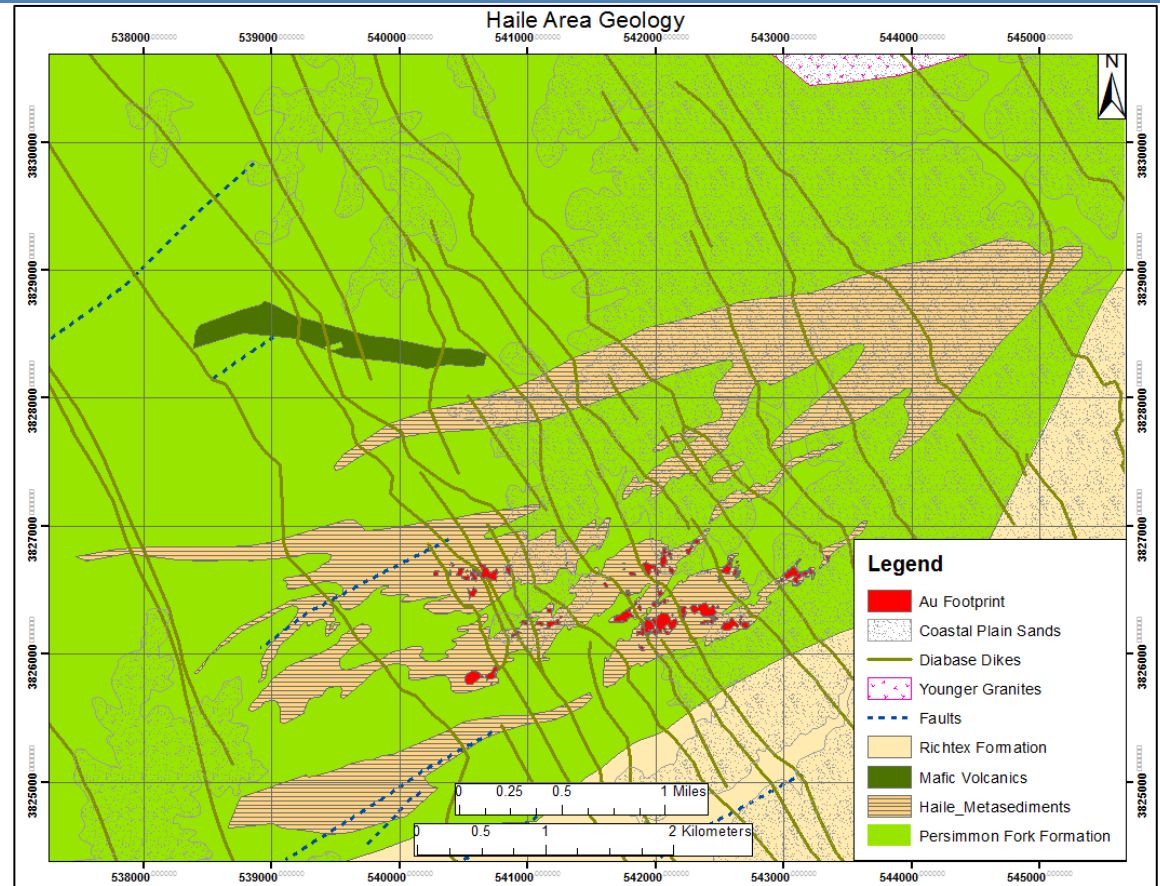 Haile Area Geology
538000 539000 540000 541000 542000 543000 544000 545000
N
3830000 3830000
3829000 3829000
3828000 3828000
3827000 3827000
3826000 3826000
3825000 3825000
Legend
Au Footprint
Coastal Plain Sands
Diabase Dikes
Younger Granites
Faults
Richtex Formation
Mafic Volcanics
Haile_Metasediments
Persimmon Fork Formation
0 0.25 0.5 1 Miles
0 0.5 1 2 Kilometers
538000 539000 540000 541000 542000 543000 544000 545000